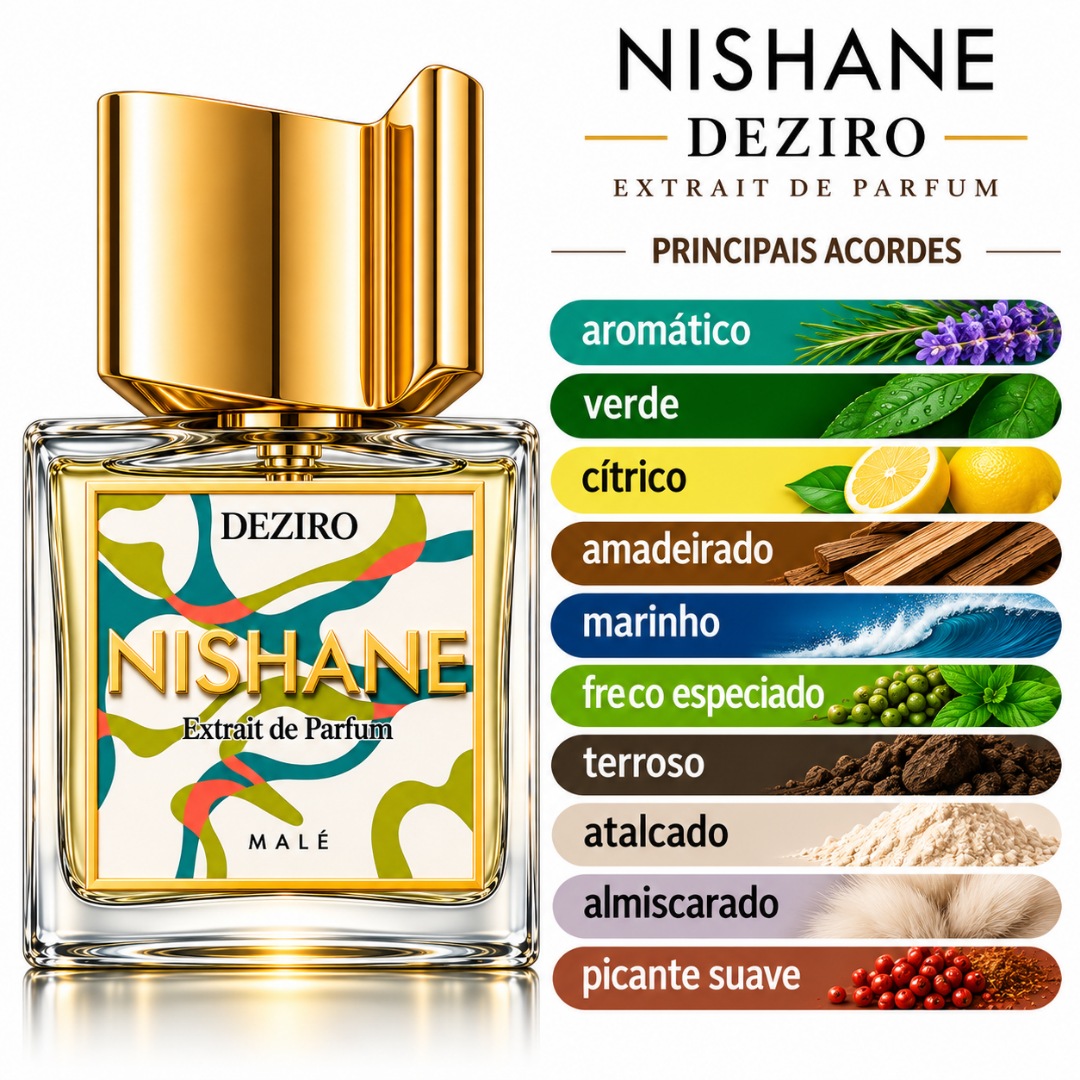 NISHANE
DEZIRO
EXTRAIT DE PARFUM
PRINCIPAIS ACORDES
aromático
verde
cítrico
amadeirado
marinho
freco especiado
terroso
atalcado
almiscarado
picante suave
DEZIRO
NISHANE
Extrait de Parfum
MALÉ